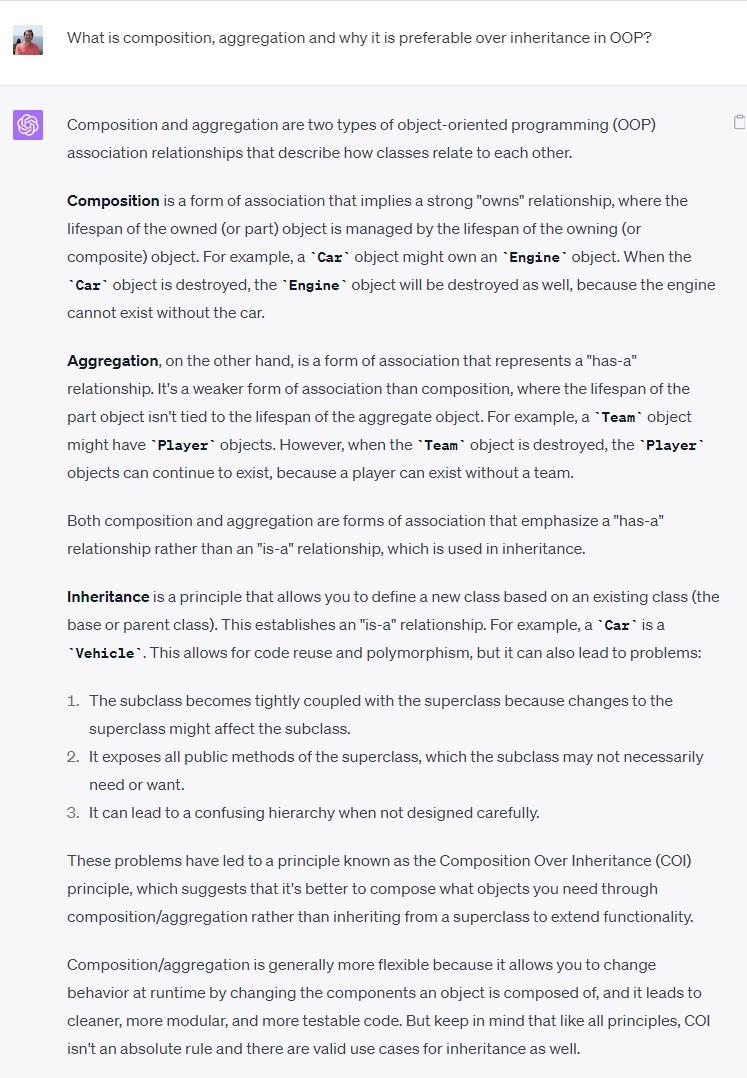 What is composition, aggregation and why it is preferable over inheritance in OOP?
Composition and aggregation are two types of object-oriented programming (OOP)
association relationships that describe how classes relate to each other.
Composition is a form of association that implies a strong "owns" relationship, where the
lifespan of the owned (or part) object is managed by the lifespan of the owning (or
composite) object. For example, a `Car` object might own an `Engine` object. When the
`Car` object is destroyed, the `Engine` object will be destroyed as well, because the engine
cannot exist without the car.
Aggregation, on the other hand, is a form of association that represents a "has-a"
relationship. It's a weaker form of association than composition, where the lifespan of the
part object isn't tied to the lifespan of the aggregate object. For example, a `Team` object
might have `Player` objects. However, when the `Team` object is destroyed, the `Player`
objects can continue to exist, because a player can exist without a team.
Both composition and aggregation are forms of association that emphasize a "has-a"
relationship rather than an "is-a" relationship, which is used in inheritance.
Inheritance is a principle that allows you to define a new class based on an existing class (the
base or parent class). This establishes an "is-a" relationship. For example, a `Car` is a
`Vehicle`. This allows for code reuse and polymorphism, but it can also lead to problems:
1. The subclass becomes tightly coupled with the superclass because changes to the
superclass might affect the subclass.
2. It exposes all public methods of the superclass, which the subclass may not necessarily
need or want.
3. It can lead to a confusing hierarchy when not designed carefully.
These problems have led to a principle known as the Composition Over Inheritance (COI)
principle, which suggests that it's better to compose what objects you need through
composition/aggregation rather than inheriting from a superclass to extend functionality.
Composition/aggregation is generally more flexible because it allows you to change
behavior at runtime by changing the components an object is composed of, and it leads to
cleaner, more modular, and more testable code. But keep in mind that like all principles, COI
isn't an absolute rule and there are valid use cases for inheritance as well.